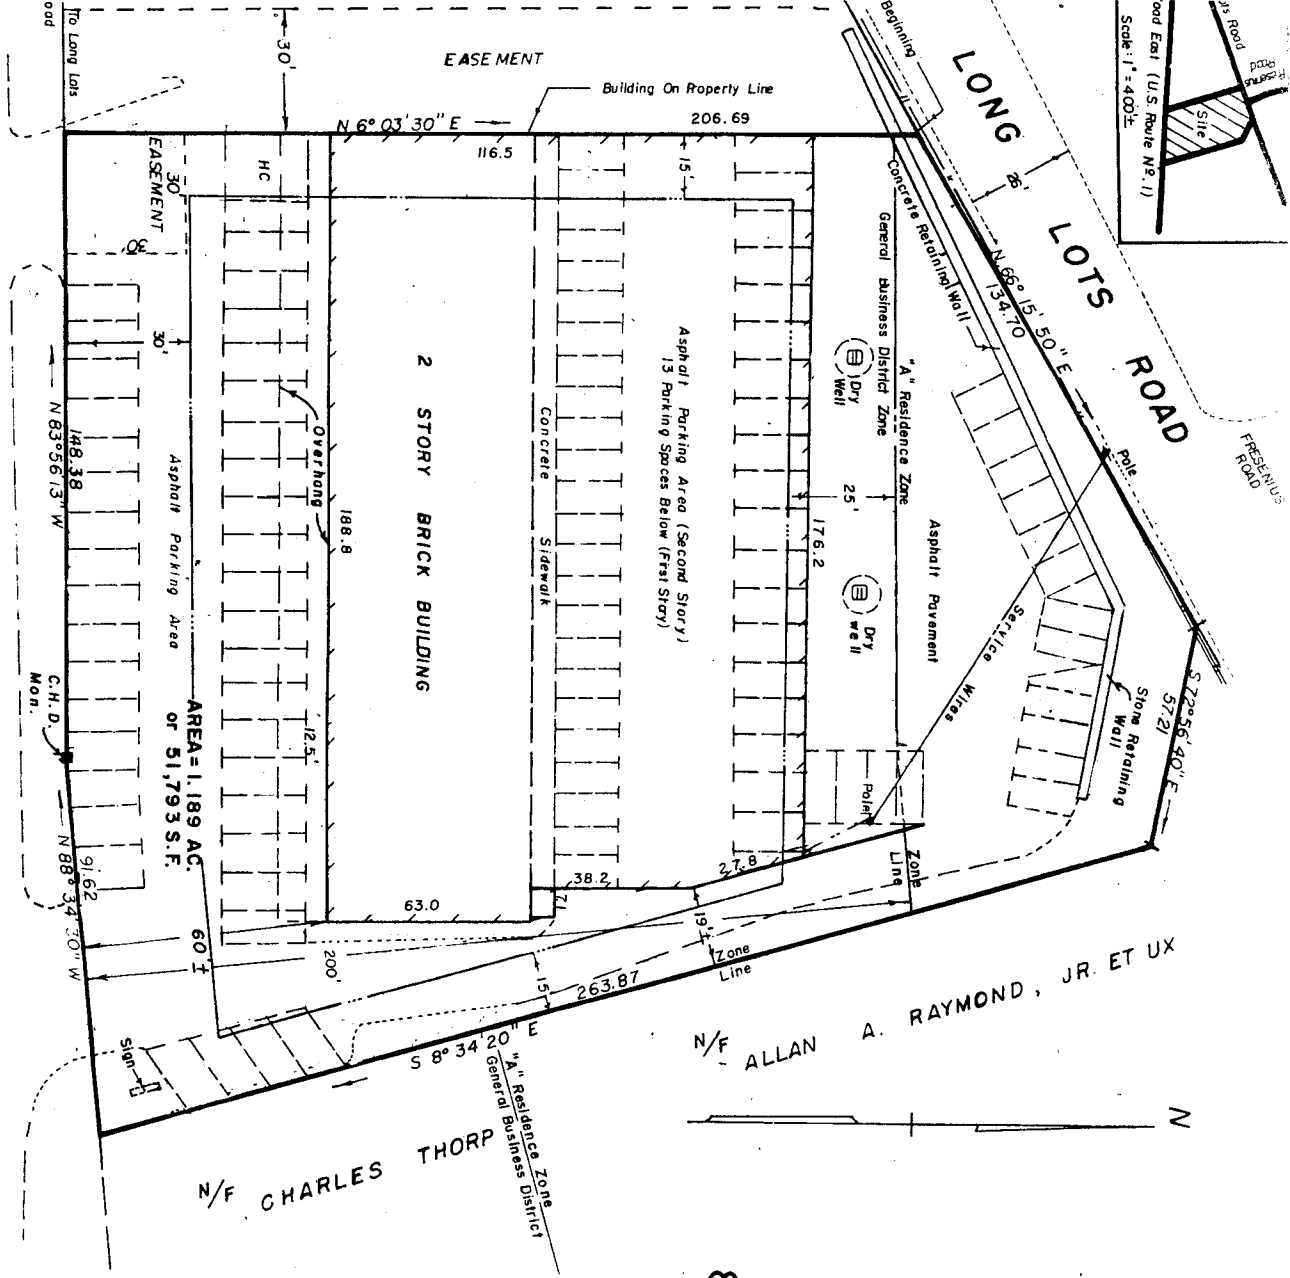 To Long Lots
oad
30'
EASEMENT
Building On Property Line
Beginning
N 6° 03' 30" E
206.69
116.5
15'
LONG LOTS ROAD
26'
Road
Road
Site
oad East (U.S. Route Nº. 1)
Scale: 1" = 400±
EASEMENT
30'
30'
HC
Concrete Retaining Wall
N 66° 15' 50" E
134.70
General Business District Zone
"A" Residence Zone
Dry
Well
30'
Overhang
2 STORY BRICK BUILDING
Concrete Sidewalk
Asphalt Parking Area (Second Story)
13 Parking Spaces Below (First Story)
25'
176.2
188.8
Pole
FRESENIUS
ROAD
148.38
N 83° 56' 13" W
Asphalt Parking Area
Asphalt Pavement
Dry
well
Service Wires
Stone Retaining
Wall
S 72° 56' 40" E
57.21
C.H.D.
Mon.
AREA = 1.189 AC.
or 51,793 S.F.
12.5'
Pole
Zone
Line
27.8
38.2
7'
63.0
19'±
Zone
Line
91.62
N 88° 34' 30" W
60'±
200'
15'
263.87
S 8° 34' 20" E
Sign
"A" Residence Zone
General Business District
N/F ALLAN A. RAYMOND, JR. ET UX
N
N/F CHARLES THORP